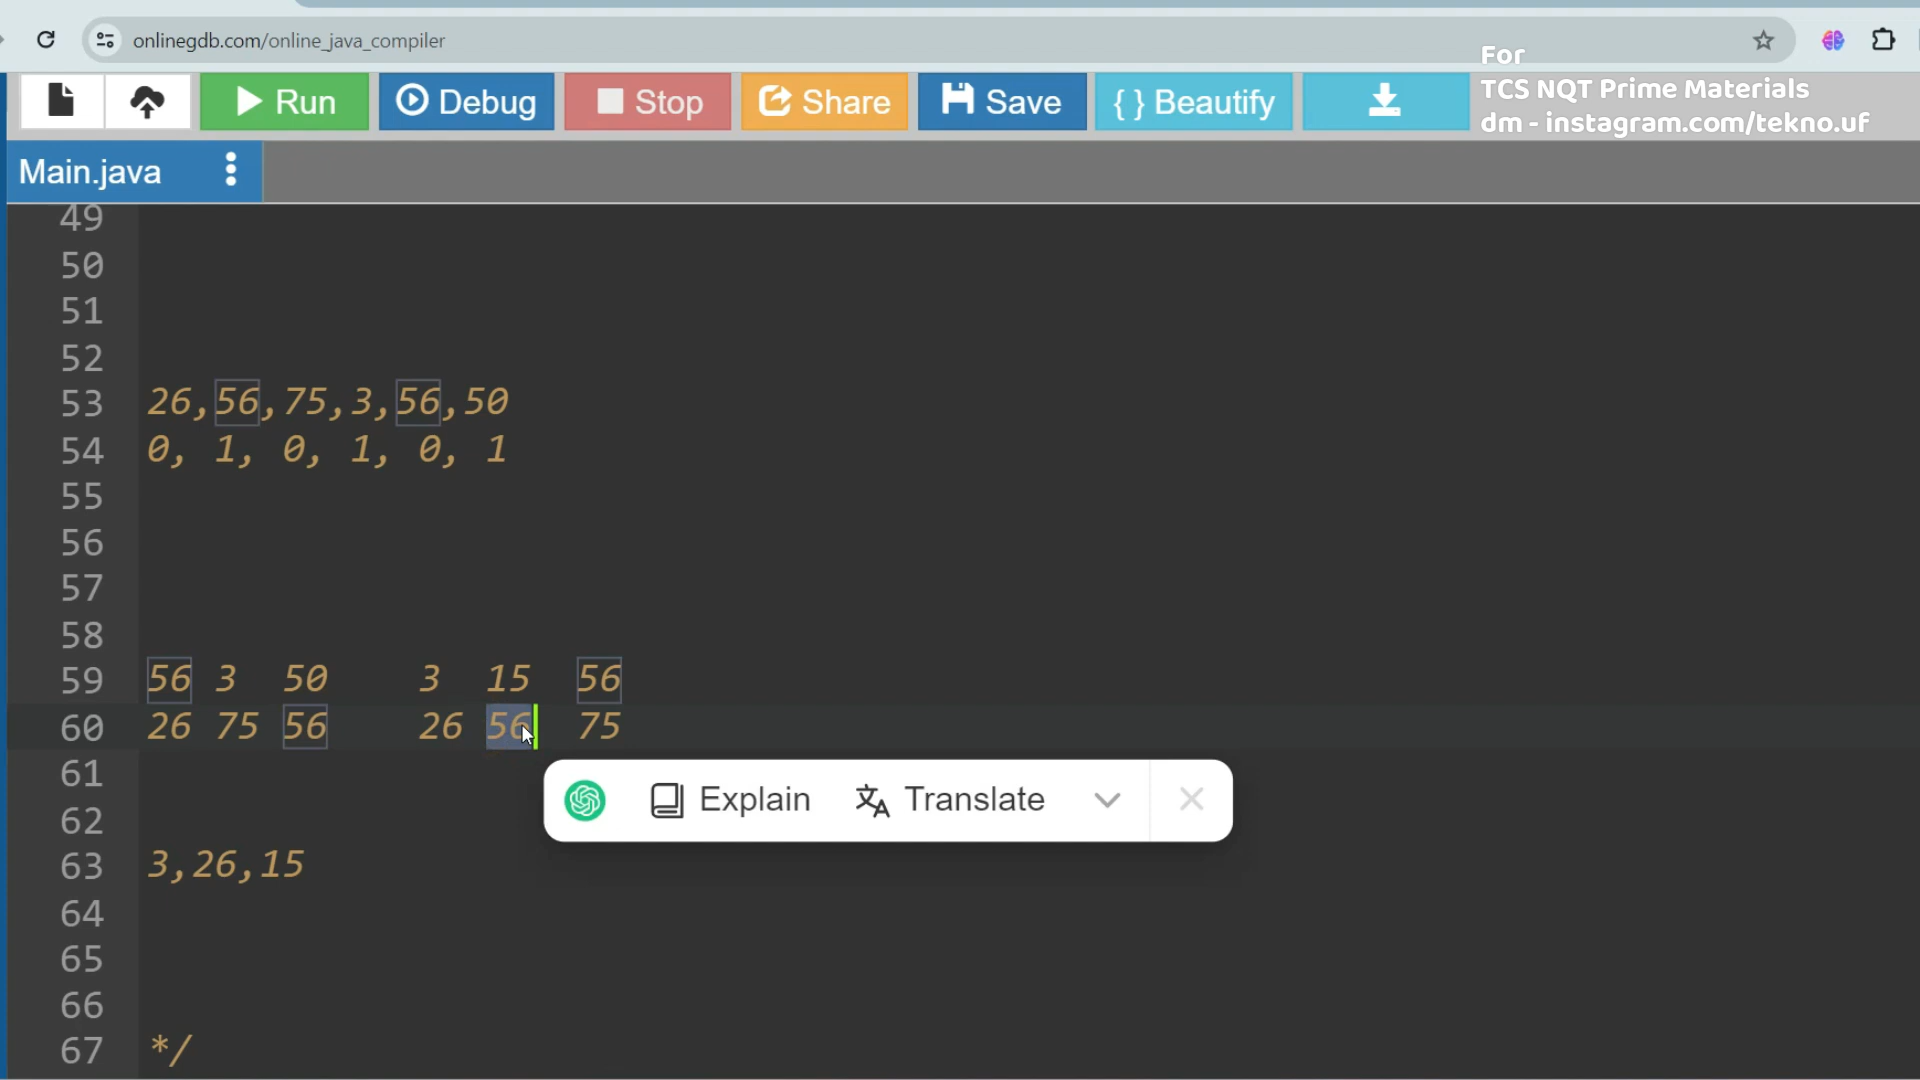 onlinegdb.com/online_java_compiler
For
TCS NQT Prime Materials
dm - instagram.com/tekno.uf
Run Debug Stop Share Save { } Beautify
Main.java
49
50
51
52
53 26,56,75,3,56,50
54 0, 1, 0, 1, 0, 1
55
56
57
58
59 56 3 50 3 15 56
60 26 75 56 26 56 75
61
Explain Translate
62
63 3,26,15
64
65
66
67 */